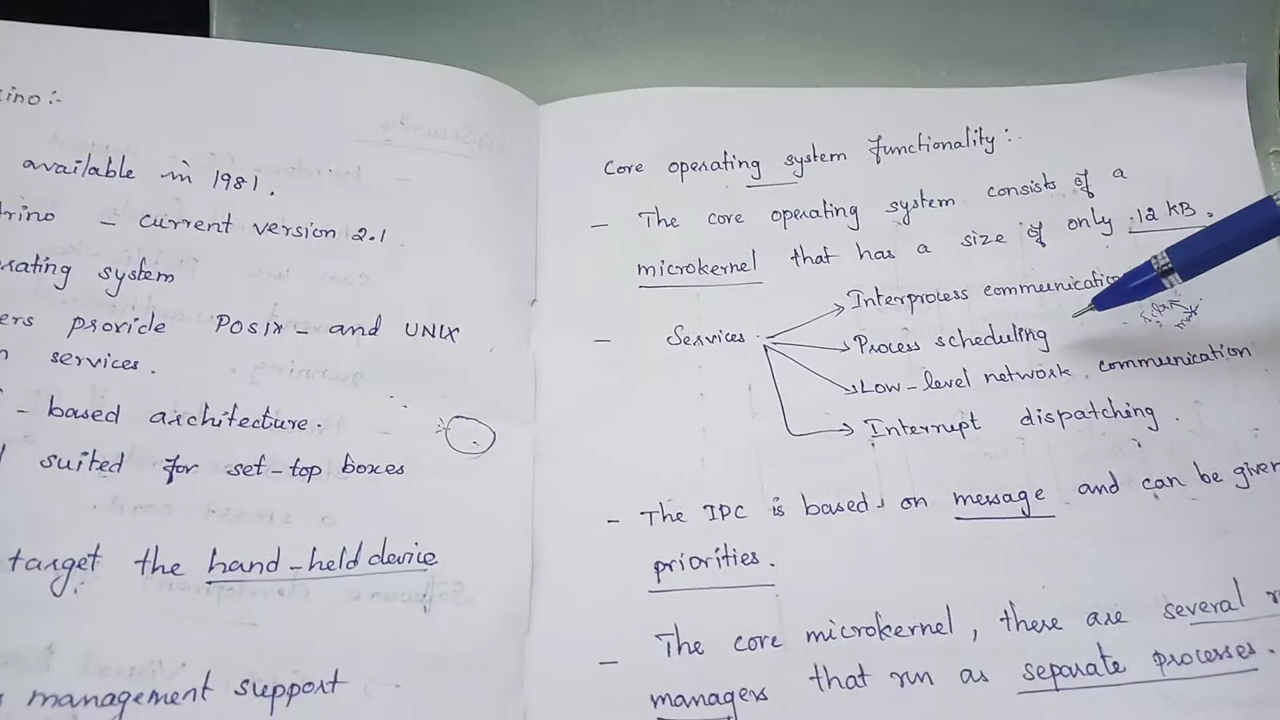 ino :-
available in 1981.
rino - current version 2.1
rating system
ers provide POSIX - and UNIX
services.
- based architecture.
suited for set-top boxes
target the hand-held device
management support
Core operating system functionality :-
- The core operating system consists of a
microkernel that has a size of only 12 KB.
- Services
Interprocess communication
Process scheduling
Low-level network communication
Interrupt dispatching.
- The IPC is based on message and can be given
priorities.
- The core microkernel, there are several
managers that run as separate processes.